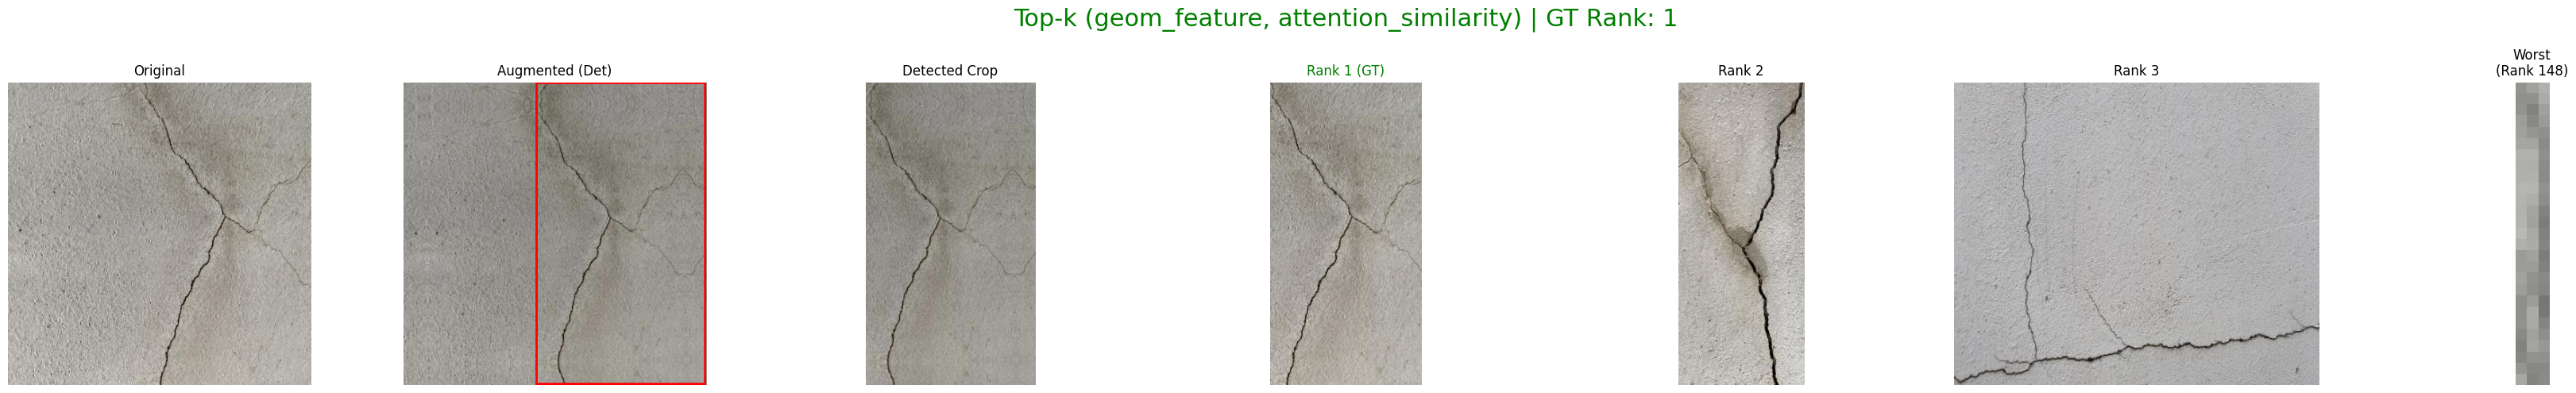 Top-k (geom_feature, attention_similarity) | GT Rank: 1
Original
Augmented (Det)
Detected Crop
Rank 1 (GT)
Rank 2
Rank 3
Worst
(Rank 148)